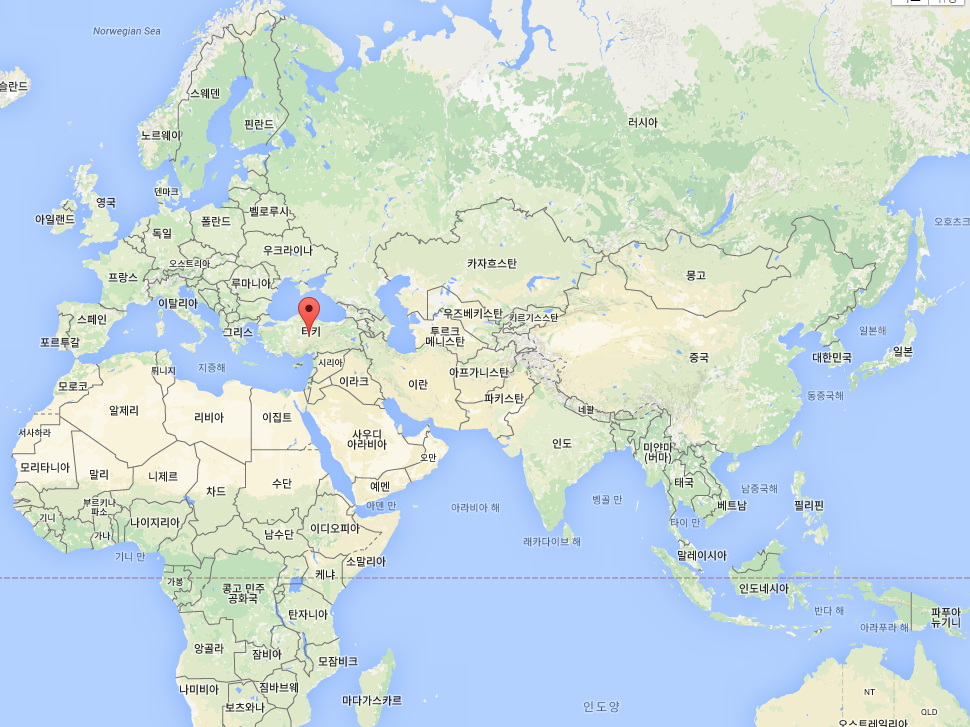 Norwegian Sea
슬란드
스웨덴
핀란드
노르웨이
러시아
덴마크
영국
아일랜드
벨로루시
폴란드
독일
오호츠크
우크라이나
오스트리아
프랑스
루마니아
카자흐스탄
몽고
이탈리아
스페인
우즈베키스탄
키르기스스탄
그리스
터키
투르크
메니스탄
포르투갈
일본해
일본
대한민국
중국
튀니지
지중해
시리아
모로코
이라크
이란
아프가니스탄
파키스탄
동중국해
알제리
리비아
이집트
네팔
서사하라
사우디
아라비아
인도
미얀마
(버마)
오만
모리타니아
말리
니제르
차드
수단
예멘
태국
남중국해
부르키나
파소
아덴 만
아라비아 해
벵골 만
베트남
필리핀
기니
나이지리아
가나
남수단
이디오피아
타이 만
래카다이브 해
기니 만
소말리아
말레이시아
케냐
가봉
콩고 민주
공화국
인도네시아
탄자니아
반다 해
파푸아
뉴기니
아라푸라 해
앙골라
잠비아
모잠비크
나미비아
짐바브웨
보츠와나
마다가스카르
인도양
NT
QLD
오스트레일리아